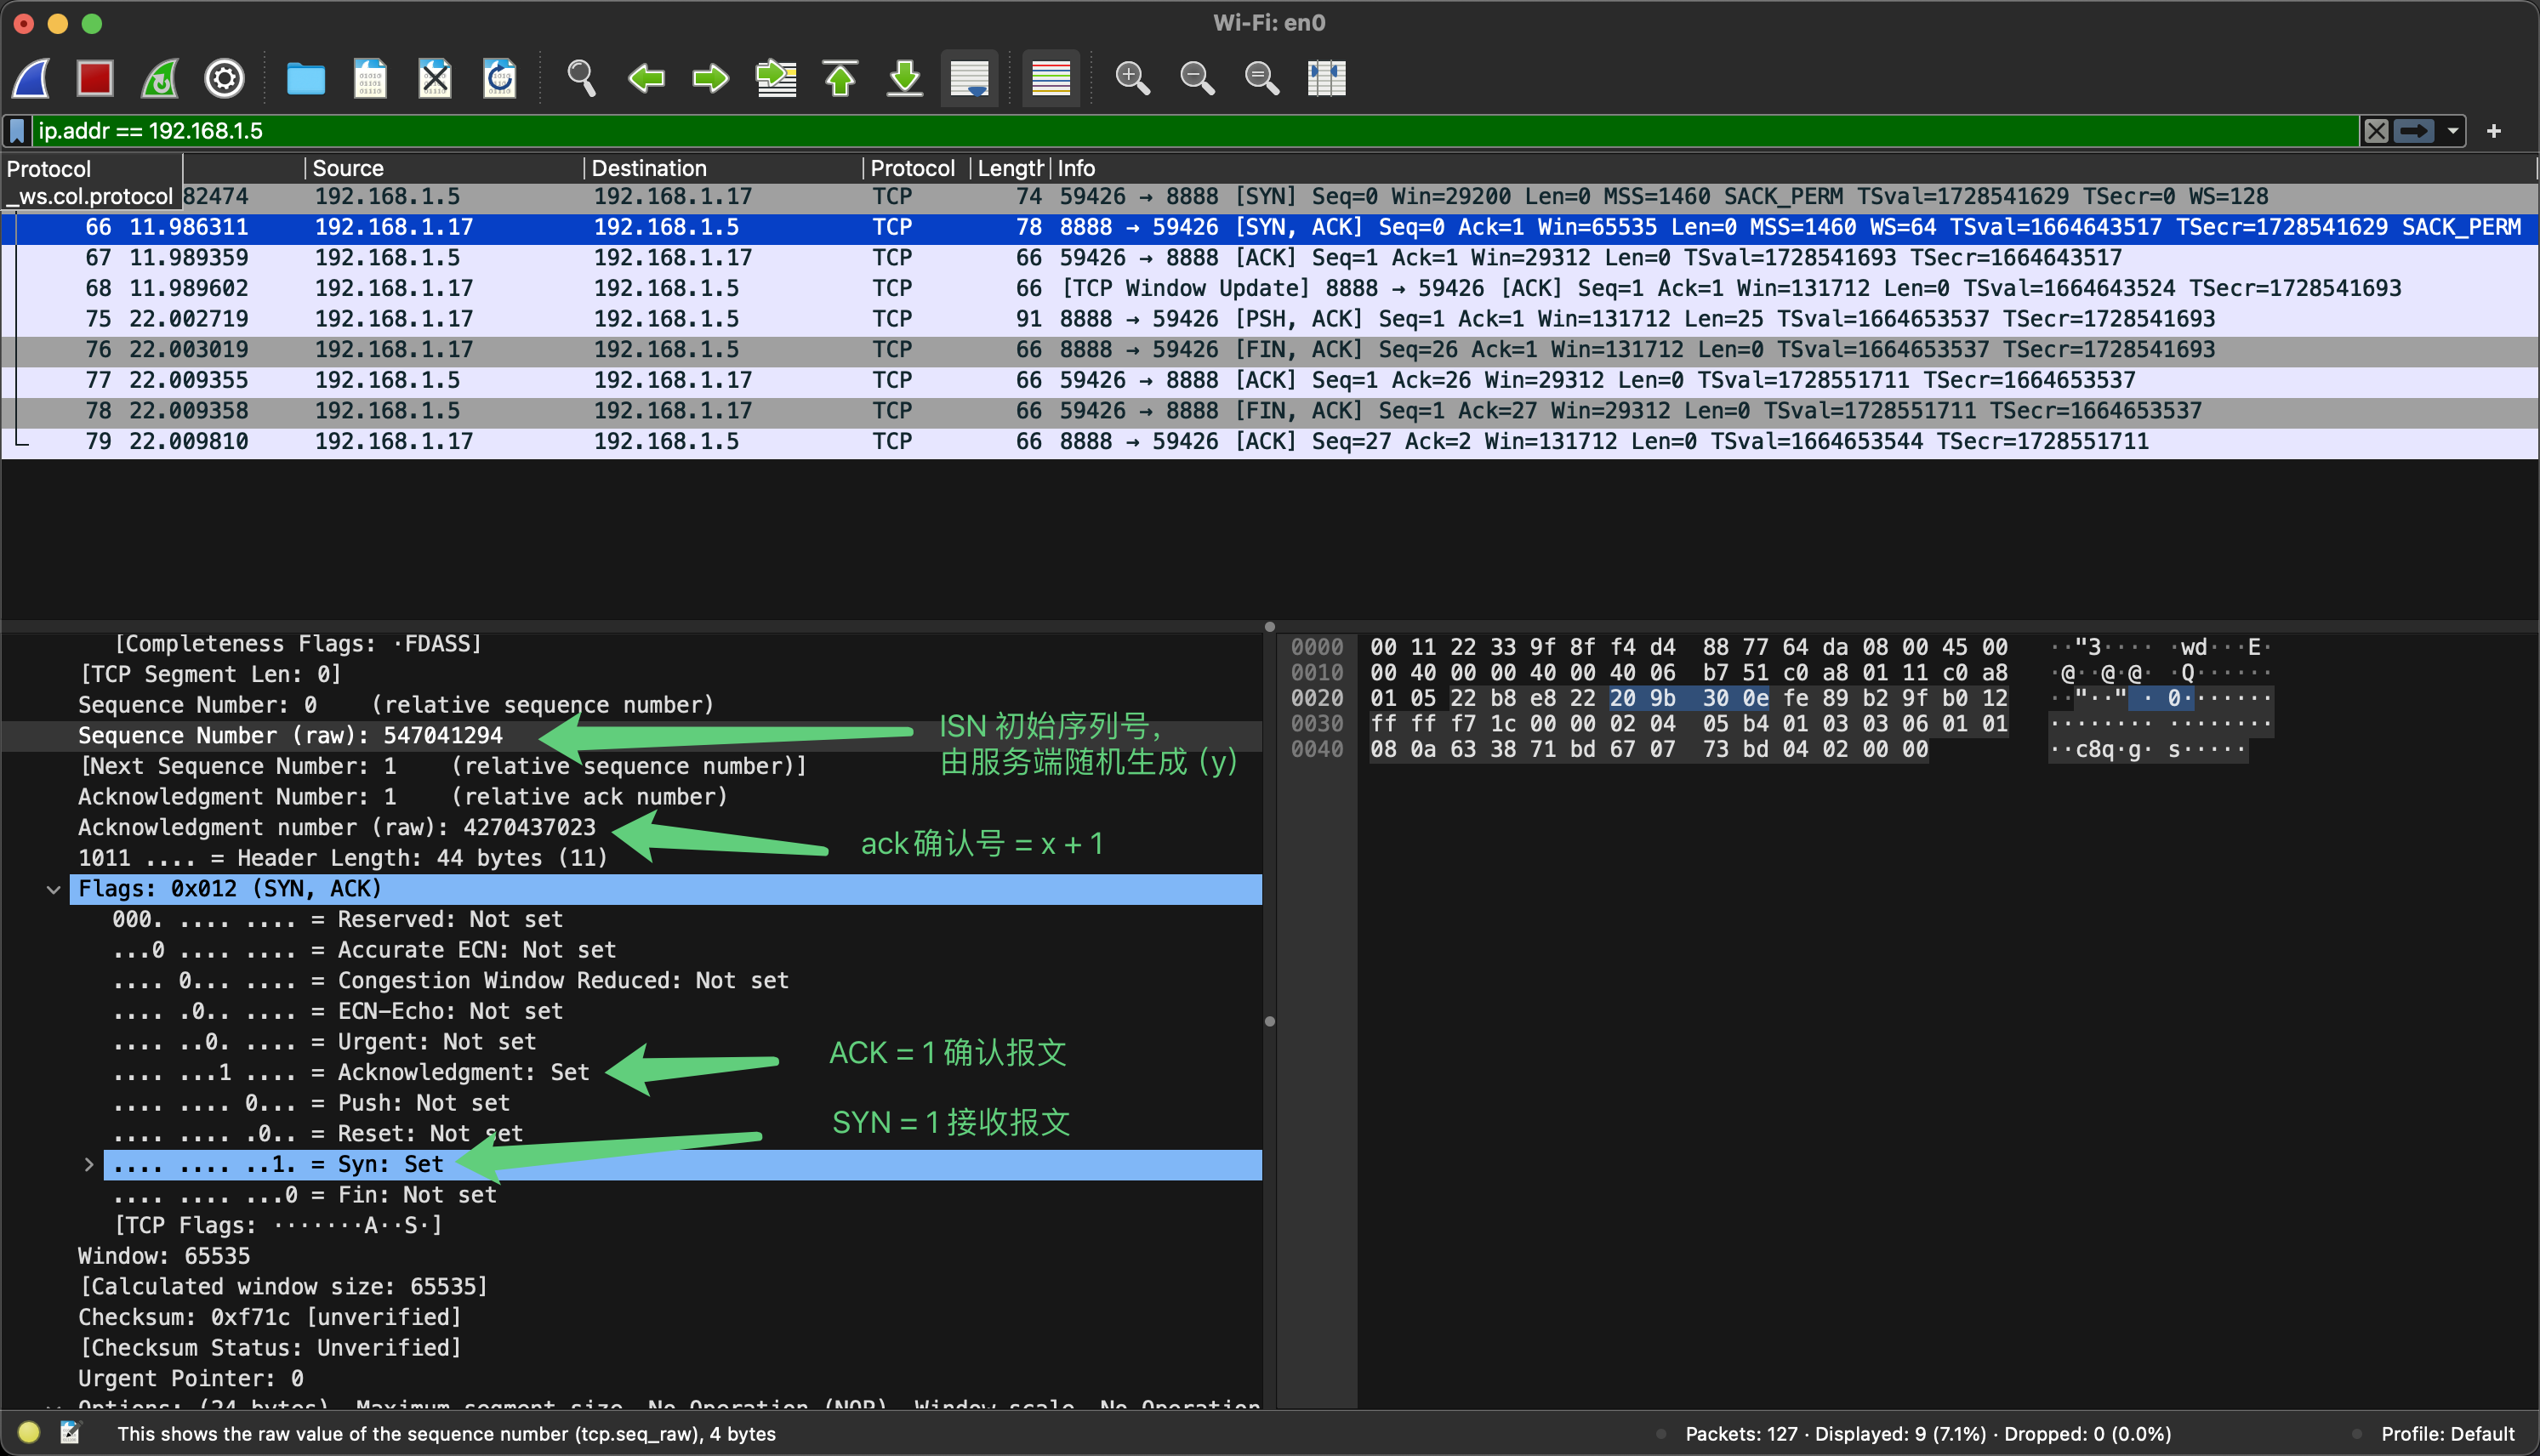 Wi-Fi: en0
ip.addr == 192.168.1.5
Protocol Source Destination Protocol Length Info
_ws.col.protocol 82474 192.168.1.5 192.168.1.17 TCP 74 59426 → 8888 [SYN] Seq=0 Win=29200 Len=0 MSS=1460 SACK_PERM TSval=1728541629 TSecr=0 WS=128
66 11.986311 192.168.1.17 192.168.1.5 TCP 78 8888 → 59426 [SYN, ACK] Seq=0 Ack=1 Win=65535 Len=0 MSS=1460 WS=64 TSval=1664643517 TSecr=1728541629 SACK_PERM
67 11.989359 192.168.1.5 192.168.1.17 TCP 66 59426 → 8888 [ACK] Seq=1 Ack=1 Win=29312 Len=0 TSval=1728541693 TSecr=1664643517
68 11.989602 192.168.1.17 192.168.1.5 TCP 66 [TCP Window Update] 8888 → 59426 [ACK] Seq=1 Ack=1 Win=131712 Len=0 TSval=1664643524 TSecr=1728541693
75 22.002719 192.168.1.17 192.168.1.5 TCP 91 8888 → 59426 [PSH, ACK] Seq=1 Ack=1 Win=131712 Len=25 TSval=1664653537 TSecr=1728541693
76 22.003019 192.168.1.17 192.168.1.5 TCP 66 8888 → 59426 [FIN, ACK] Seq=26 Ack=1 Win=131712 Len=0 TSval=1664653537 TSecr=1728541693
77 22.009355 192.168.1.5 192.168.1.17 TCP 66 59426 → 8888 [ACK] Seq=1 Ack=26 Win=29312 Len=0 TSval=1728551711 TSecr=1664653537
78 22.009358 192.168.1.5 192.168.1.17 TCP 66 59426 → 8888 [FIN, ACK] Seq=1 Ack=27 Win=29312 Len=0 TSval=1728551711 TSecr=1664653537
79 22.009810 192.168.1.17 192.168.1.5 TCP 66 8888 → 59426 [ACK] Seq=27 Ack=2 Win=131712 Len=0 TSval=1664653544 TSecr=1728551711
[Completeness Flags: ·FDASS]
[TCP Segment Len: 0]
Sequence Number: 0 (relative sequence number)
Sequence Number (raw): 547041294
[Next Sequence Number: 1 (relative sequence number)]
Acknowledgment Number: 1 (relative ack number)
Acknowledgment number (raw): 4270437023
1011 .... = Header Length: 44 bytes (11)
Flags: 0x012 (SYN, ACK)
000. .... .... = Reserved: Not set
...0 .... .... = Accurate ECN: Not set
.... 0... .... = Congestion Window Reduced: Not set
.... .0.. .... = ECN-Echo: Not set
.... ..0. .... = Urgent: Not set
.... ...1 .... = Acknowledgment: Set
.... .... 0... = Push: Not set
.... .... .0.. = Reset: Not set
.... .... ..1. = Syn: Set
.... .... ...0 = Fin: Not set
[TCP Flags: ·······A··S·]
Window: 65535
[Calculated window size: 65535]
Checksum: 0xf71c [unverified]
[Checksum Status: Unverified]
Urgent Pointer: 0
Options: (24 bytes), Maximum segment size, No-Operation (NOP), Window scale, No-Operation
ISN 初始序列号，
由服务端随机生成 (y)
ack 确认号 = x + 1
ACK = 1 确认报文
SYN = 1 接收报文
0000 00 11 22 33 9f 8f f4 d4 88 77 64 da 08 00 45 00 ··"3···· ·wd···E·
0010 00 40 00 00 40 00 40 06 b7 51 c0 a8 01 11 c0 a8 ·@··@·@· ·Q······
0020 01 05 22 b8 e8 22 20 9b 30 0e fe 89 b2 9f b0 12 ··"··" · 0·······
0030 ff ff f7 1c 00 00 02 04 05 b4 01 03 03 06 01 01 ········ ········
0040 08 0a 63 38 71 bd 67 07 73 bd 04 02 00 00 ··c8q·g· s·····
This shows the raw value of the sequence number (tcp.seq_raw), 4 bytes
Packets: 127 · Displayed: 9 (7.1%) · Dropped: 0 (0.0%)
Profile: Default